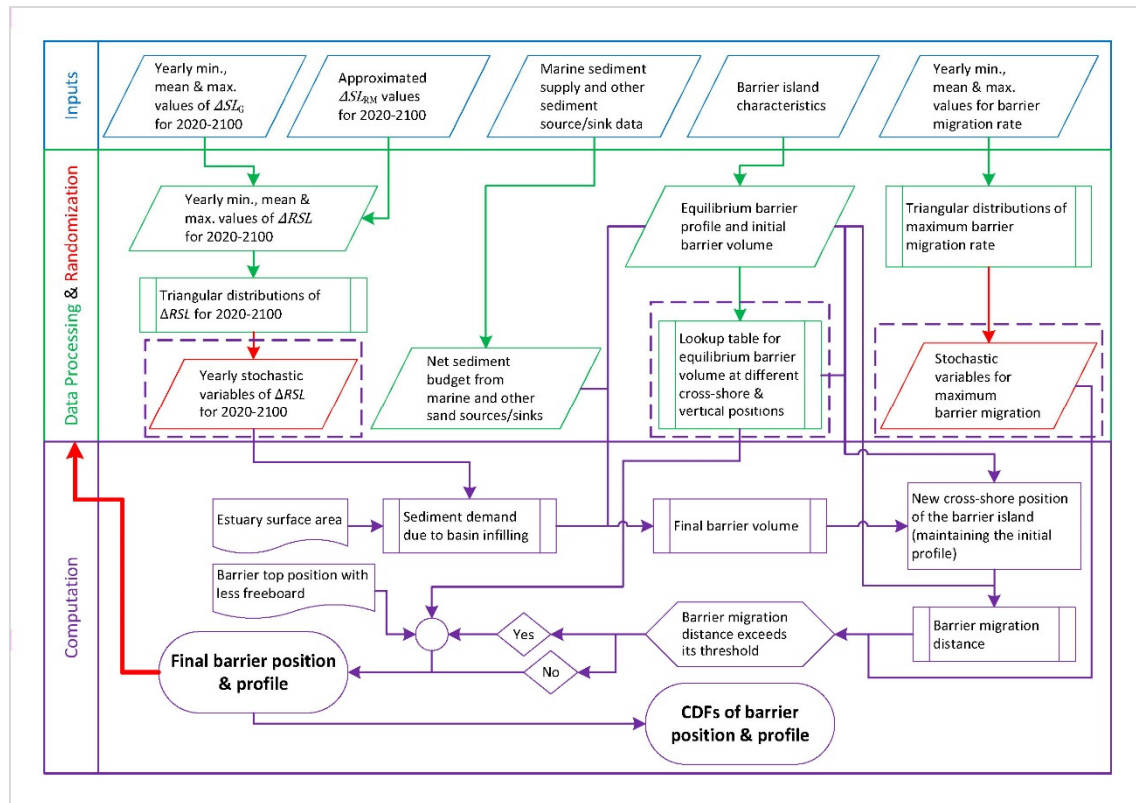 Inputs
Yearly min.,
mean & max.
values of ΔSL_G
for 2020-2100
Approximated
ΔSL_RM values
for 2020-2100
Marine sediment
supply and other
sediment
source/sink data
Barrier island
characteristics
Yearly min.,
mean & max.
values for barrier
migration rate
Data Processing & Randomization
Yearly min., mean &
max. values of ΔRSL
for 2020-2100
Equilibrium barrier
profile and initial
barrier volume
Triangular distributions of
maximum barrier
migration rate
Triangular distributions of
ΔRSL for 2020-2100
Yearly stochastic
variables of ΔRSL
for 2020-2100
Net sediment
budget from
marine and other
sand sources/sinks
Lookup table for
equilibrium barrier
volume at different
cross-shore &
vertical positions
Stochastic
variables for
maximum
barrier migration
Computation
Estuary surface area
Sediment demand
due to basin infilling
Final barrier volume
New cross-shore position
of the barrier island
(maintaining the initial
profile)
Barrier top position with
less freeboard
Yes
No
Barrier migration
distance exceeds
its threshold
Barrier migration
distance
Final barrier position
& profile
CDFs of barrier
position & profile